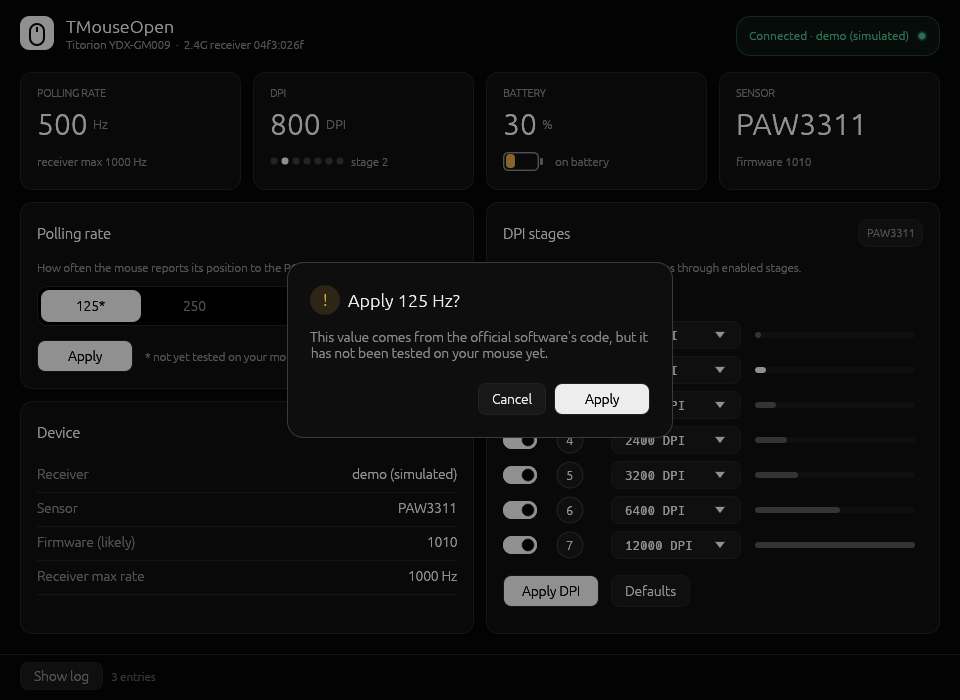 TMouseOpen
Titorion YDX-GM009 · 2.4G receiver 04f3:026f
Connected · demo (simulated)
POLLING RATE
500 Hz
receiver max 1000 Hz
DPI
800 DPI
stage 2
BATTERY
30 %
on battery
SENSOR
PAW3311
firmware 1010
Polling rate
How often the mouse reports its position to the
125*
250
Apply
* not yet tested on your
DPI stages
PAW3311
through enabled stages.
4
2400 DPI
5
3200 DPI
6
6400 DPI
7
12000 DPI
Apply DPI
Defaults
! Apply 125 Hz?
This value comes from the official software's code, but it
has not been tested on your mouse yet.
Cancel
Apply
Device
Receiver
demo (simulated)
Sensor
PAW3311
Firmware (likely)
1010
Receiver max rate
1000 Hz
Show log
3 entries